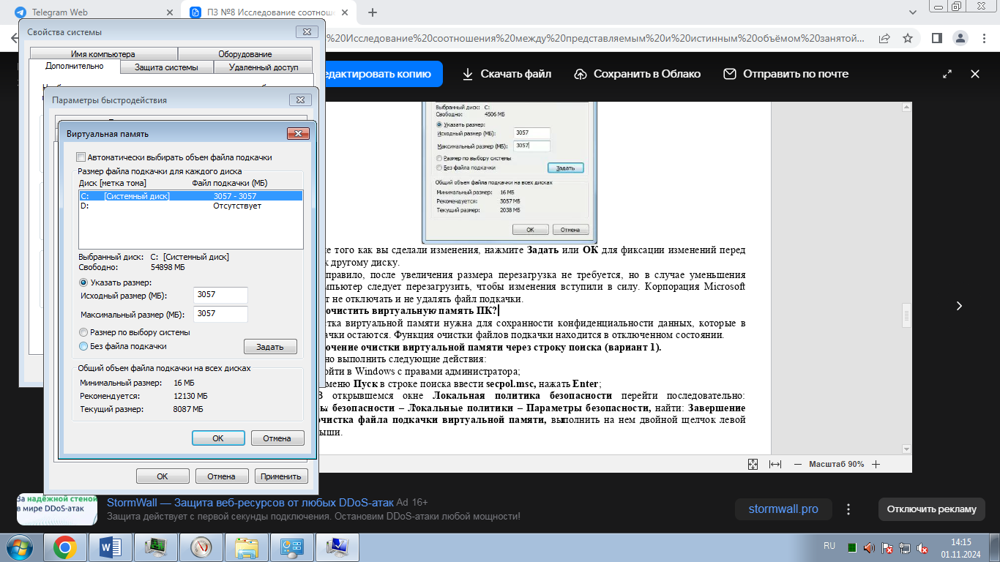 Telegram Web
ПЗ №8 Исследование соотноше
Свойства системы
20Исследование%20соотношения%20между%20представляемым%20и%20истинным%20объёмом%20занятой...
Имя компьютера
Оборудование
Дополнительно
Защита системы
Удаленный доступ
едактировать копию
Скачать файл
Сохранить в Облако
Отправить по почте
Параметры быстродействия
Виртуальная память
Автоматически выбирать объем файла подкачки
Размер файла подкачки для каждого диска
Диск [метка тома] Файл подкачки (МБ)
C: [Системный диск] 3057 - 3057
D: Отсутствует
Выбранный диск: C: [Системный диск]
Свободно: 54898 МБ
Указать размер:
Исходный размер (МБ): 3057
Максимальный размер (МБ): 3057
Размер по выбору системы
Без файла подкачки
Задать
Общий объем файла подкачки на всех дисках
Минимальный размер: 16 МБ
Рекомендуется: 12130 МБ
Текущий размер: 8087 МБ
ОК
Отмена
ОК
Отмена
Применить
Выбранный диск: C:
Свободно: 4506 МБ
Указать размер:
Исходный размер (МБ): 3057
Максимальный размер (МБ): 3057
Размер по выбору системы
Без файла подкачки
Задать
Общий объем файла подкачки на всех дисках
Минимальный размер: 16 МБ
Рекомендуется: 3057 МБ
Текущий размер: 2038 МБ
ОК
Отмена
того как вы сделали изменения, нажмите Задать или ОК для фиксации изменений перед
к другому диску.
правило, после увеличения размера перезагрузка не требуется, но в случае уменьшения
мпьютер следует перезагрузить, чтобы изменения вступили в силу. Корпорация Microsoft
т не отключать и не удалять файл подкачки.
очистить виртуальную память ПК?
тка виртуальной памяти нужна для сохранности конфиденциальности данных, которые в
чки остаются. Функция очистки файлов подкачки находится в отключенном состоянии.
ючение очистки виртуальной памяти через строку поиска (вариант 1).
но выполнить следующие действия:
ойти в Windows с правами администратора;
меню Пуск в строке поиска ввести secpol.msc, нажать Enter;
В открывшемся окне Локальная политика безопасности перейти последовательно:
ы безопасности – Локальные политики – Параметры безопасности, найти: Завершение
очистка файла подкачки виртуальной памяти, выполнить на нем двойной щелчок левой
ыши.
Масштаб 90%
За надёжной стеной
в мире DDoS-атак
StormWall — Защита веб-ресурсов от любых DDoS-атак Ad 16+
Защита действует с первой секунды подключения. Остановим DDoS-атаки любой мощности!
stormwall.pro
Отключить рекламу
RU
14:15
01.11.2024